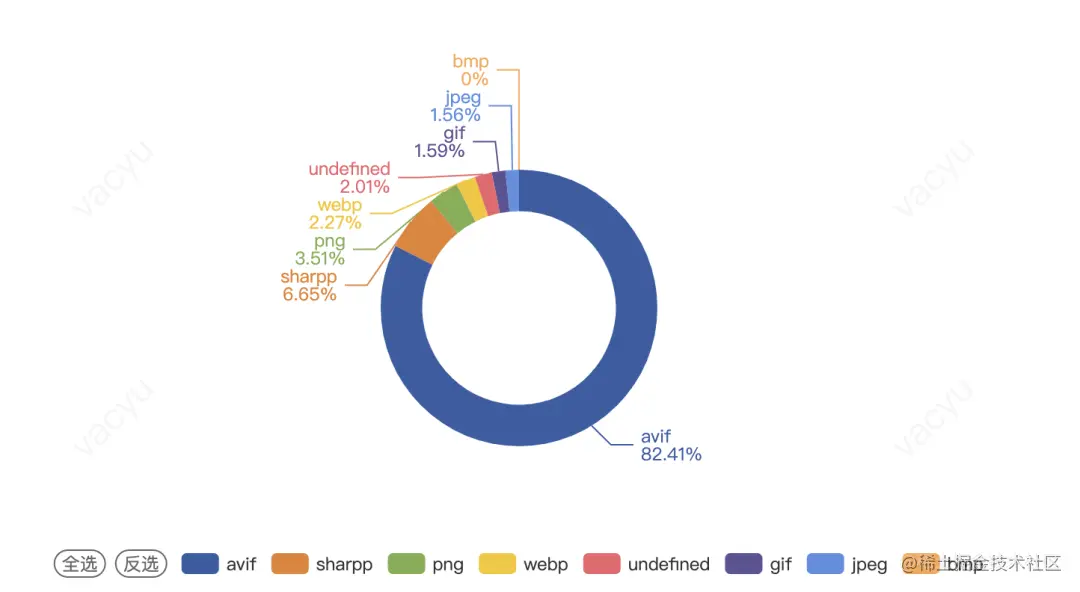 bmp
0%
jpeg
1.56%
gif
1.59%
undefined
2.01%
webp
2.27%
png
3.51%
sharpp
6.65%
avif
82.41%
vacyu
vacyu
vacyu
vacyu
全选 反选 avif sharpp png webp undefined gif jpeg bmp
@稀土掘金技术社区